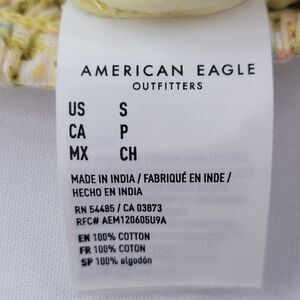 AMERICAN EAGLE
OUTFITTERS
US S
CA P
MX CH
MADE IN INDIA / FABRIQUÉ EN INDE /
HECHO EN INDIA
RN 54485 / CA 03873
RFC# AEM120605U9A
EN 100% COTTON
FR 100% COTON
SP 100% algodón